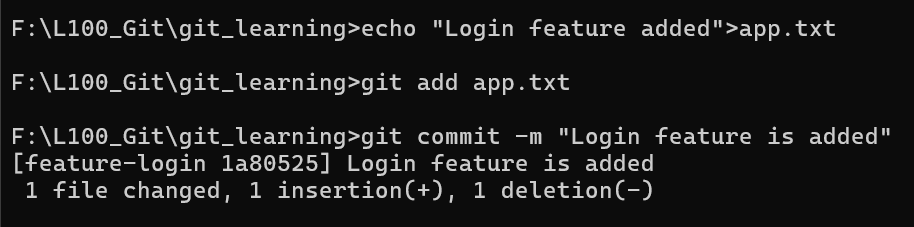 F:\L100_Git\git_learning>echo "Login feature added">app.txt
F:\L100_Git\git_learning>git add app.txt
F:\L100_Git\git_learning>git commit -m "Login feature is added"
[feature-login 1a80525] Login feature is added
 1 file changed, 1 insertion(+), 1 deletion(-)